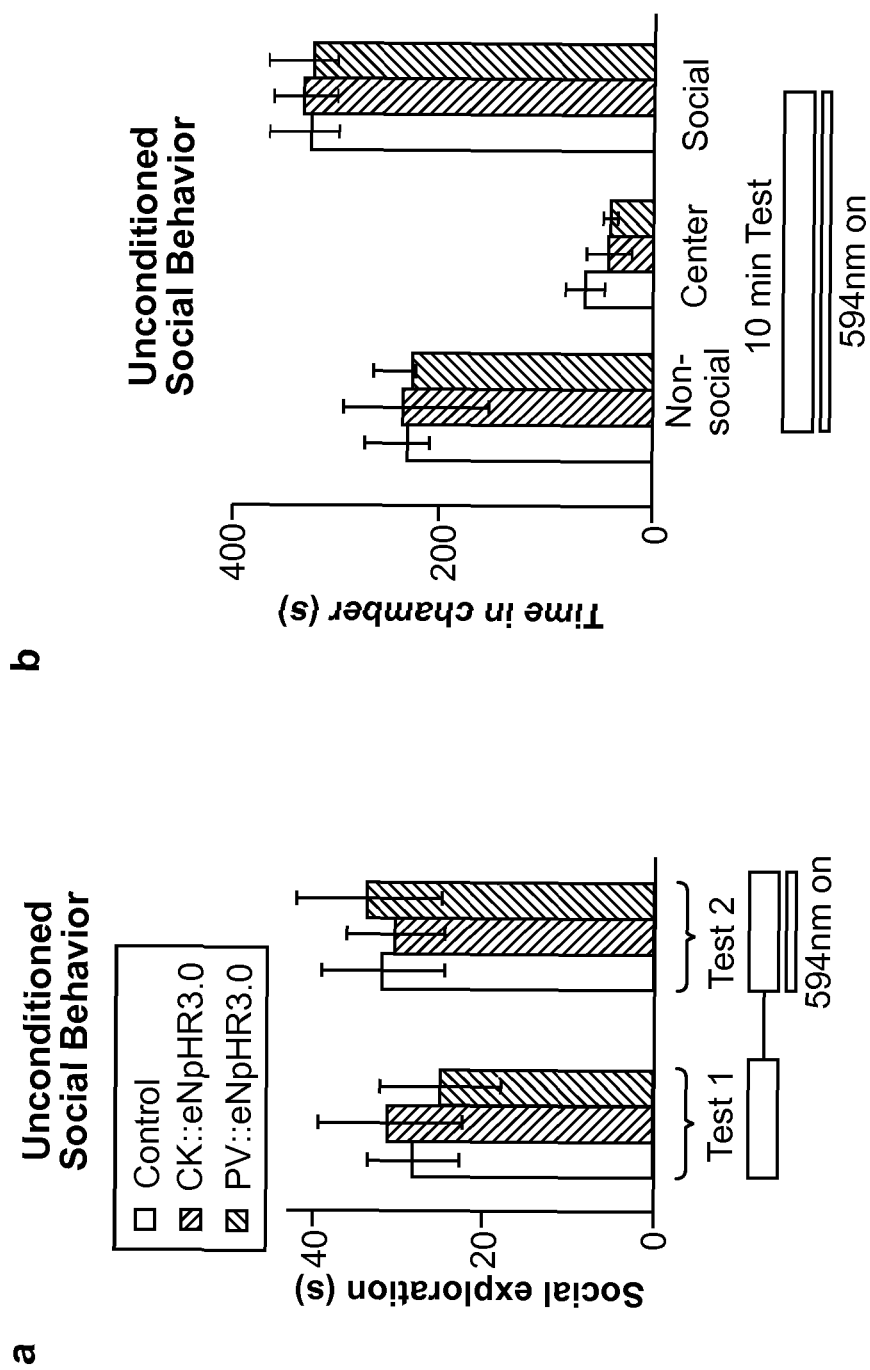 a
Unconditioned
Social Behavior
Control
CK::eNpHR3.0
PV::eNpHR3.0
Social exploration (s)
40
20
0
Test 1
Test 2
594nm on
b
Unconditioned
Social Behavior
Time in chamber (s)
400
200
0
Non-
social
Center
Social
10 min Test
594nm on